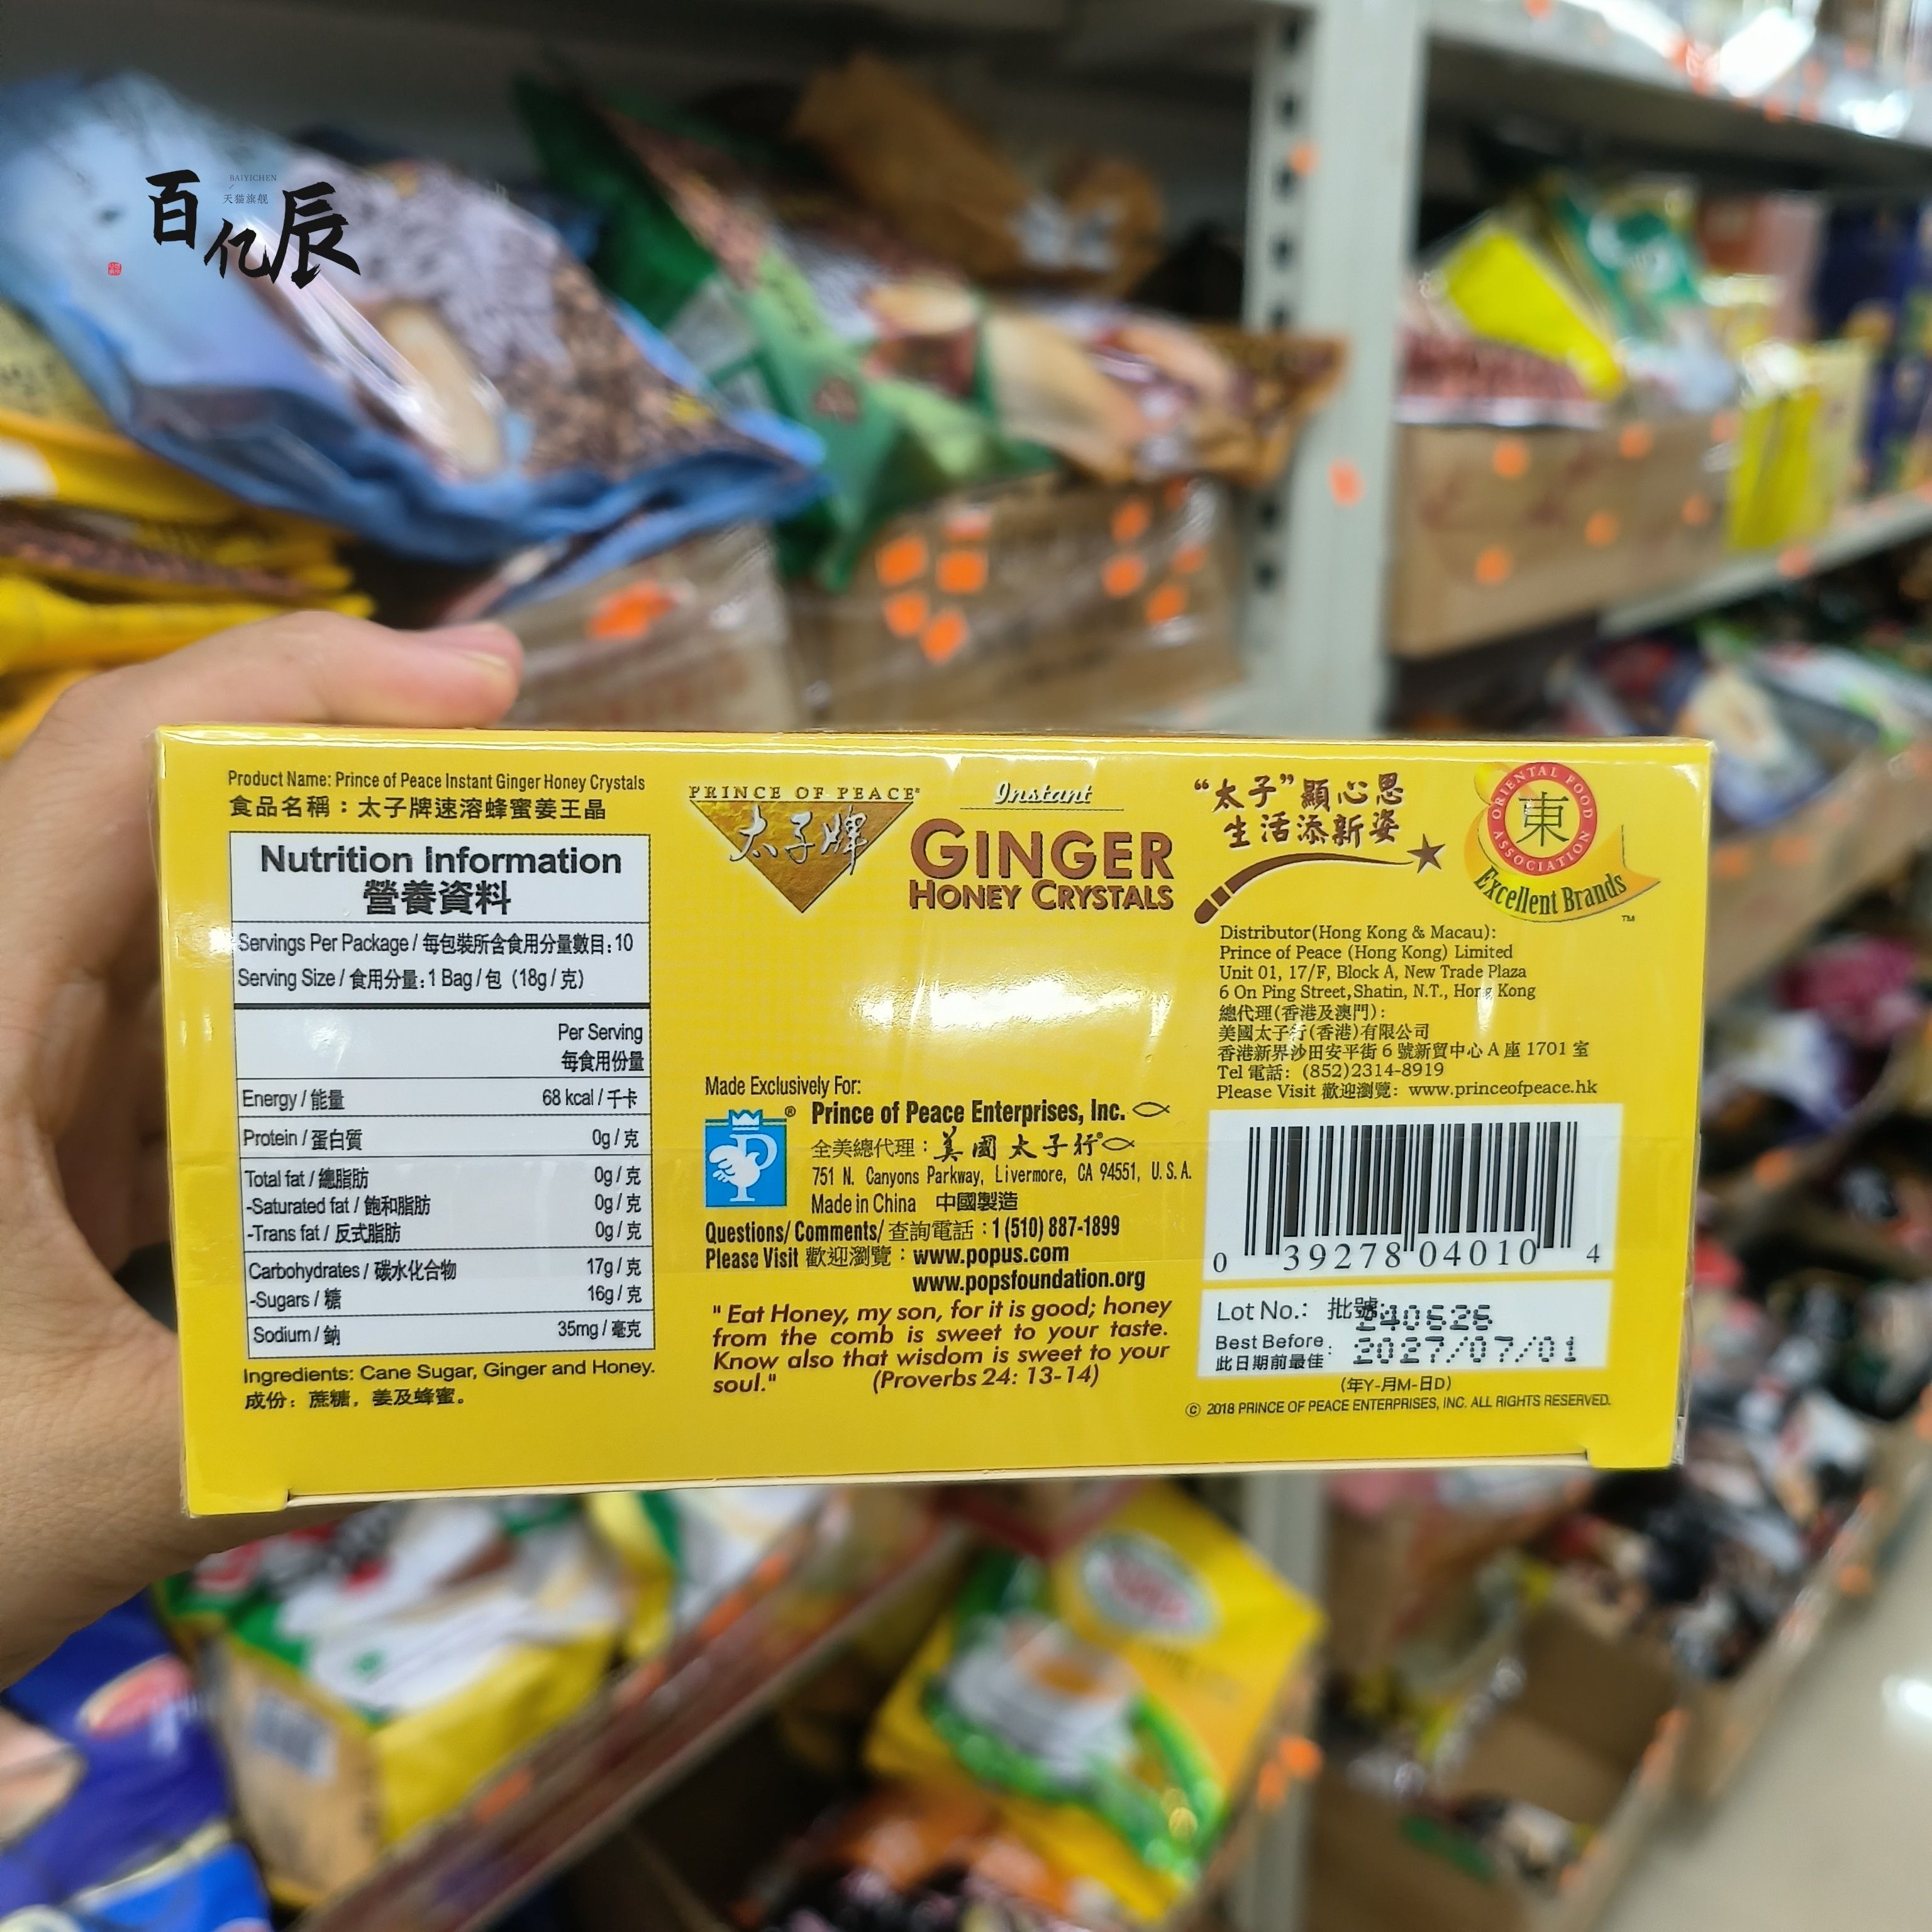 百亿辰
BAIYICHEN
天猫旗舰
Product Name: Prince of Peace Instant Ginger Honey Crystals
食品名稱：太子牌速溶蜂蜜姜王晶
Nutrition Information
營養資料
Servings Per Package / 每包裝所含食用分量數目: 10
Serving Size / 食用分量: 1 Bag / 包 (18g / 克)
Per Serving
每食用份量
Energy / 能量 68 kcal / 千卡
Protein / 蛋白質 0g / 克
Total fat / 總脂肪 0g / 克
-Saturated fat / 飽和脂肪 0g / 克
-Trans fat / 反式脂肪 0g / 克
Carbohydrates / 碳水化合物 17g / 克
-Sugars / 糖 16g / 克
Sodium / 鈉 35mg / 毫克
Ingredients: Cane Sugar, Ginger and Honey.
成份：蔗糖，姜及蜂蜜。
PRINCE OF PEACE®
太子牌
Instant
GINGER
HONEY CRYSTALS
Made Exclusively For:
Prince of Peace Enterprises, Inc.
全美總代理：美國太子行®
751 N. Canyons Parkway, Livermore, CA 94551, U.S.A.
Made in China 中國製造
Questions/ Comments/ 查詢電話：1 (510) 887-1899
Please Visit 歡迎瀏覽：www.popus.com
www.popsfoundation.org
" Eat Honey, my son, for it is good; honey
from the comb is sweet to your taste.
Know also that wisdom is sweet to your
soul." (Proverbs 24: 13-14)
“太子”顯心思
生活添新姿
ORIENTAL FOOD ASSOCIATION
東
Excellent Brands
TM
Distributor(Hong Kong & Macau):
Prince of Peace (Hong Kong) Limited
Unit 01, 17/F, Block A, New Trade Plaza
6 On Ping Street, Shatin, N.T., Hong Kong
總代理(香港及澳門):
美國太子行(香港)有限公司
香港新界沙田安平街 6 號新貿中心 A 座 1701 室
Tel 電話: (852)2314-8919
Please Visit 歡迎瀏覽: www.princeofpeace.hk
0 39278 04010 4
Lot No.: 批號: 240626
Best Before
此日期前最佳: 2027/07/01
(年Y-月M-日D)
© 2018 PRINCE OF PEACE ENTERPRISES, INC. ALL RIGHTS RESERVED.